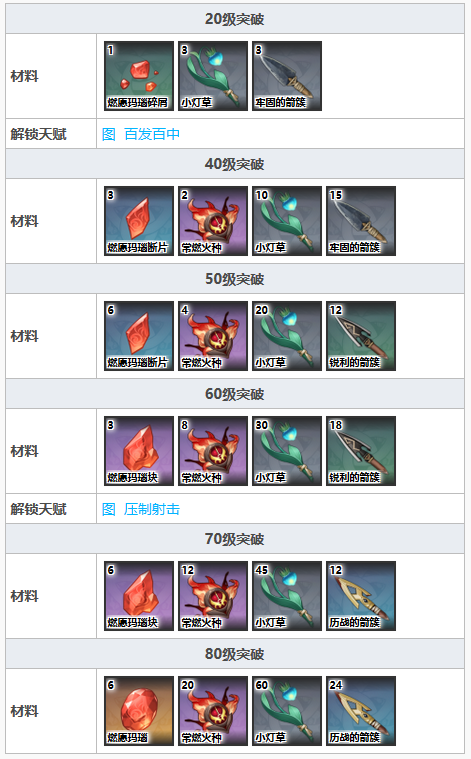 20级突破
材料
1 3 3
燃愿玛瑙碎屑 小灯草 牢固的箭簇
解锁天赋 图 百发百中
40级突破
材料
3 2 10 15
燃愿玛瑙断片 常燃火种 小灯草 牢固的箭簇
50级突破
材料
6 4 20 12
燃愿玛瑙断片 常燃火种 小灯草 锐利的箭簇
60级突破
材料
3 8 30 18
燃愿玛瑙块 常燃火种 小灯草 锐利的箭簇
解锁天赋 图 压制射击
70级突破
材料
6 12 45 12
燃愿玛瑙块 常燃火种 小灯草 历战的箭簇
80级突破
材料
6 20 60 24
燃愿玛瑙 常燃火种 小灯草 历战的箭簇